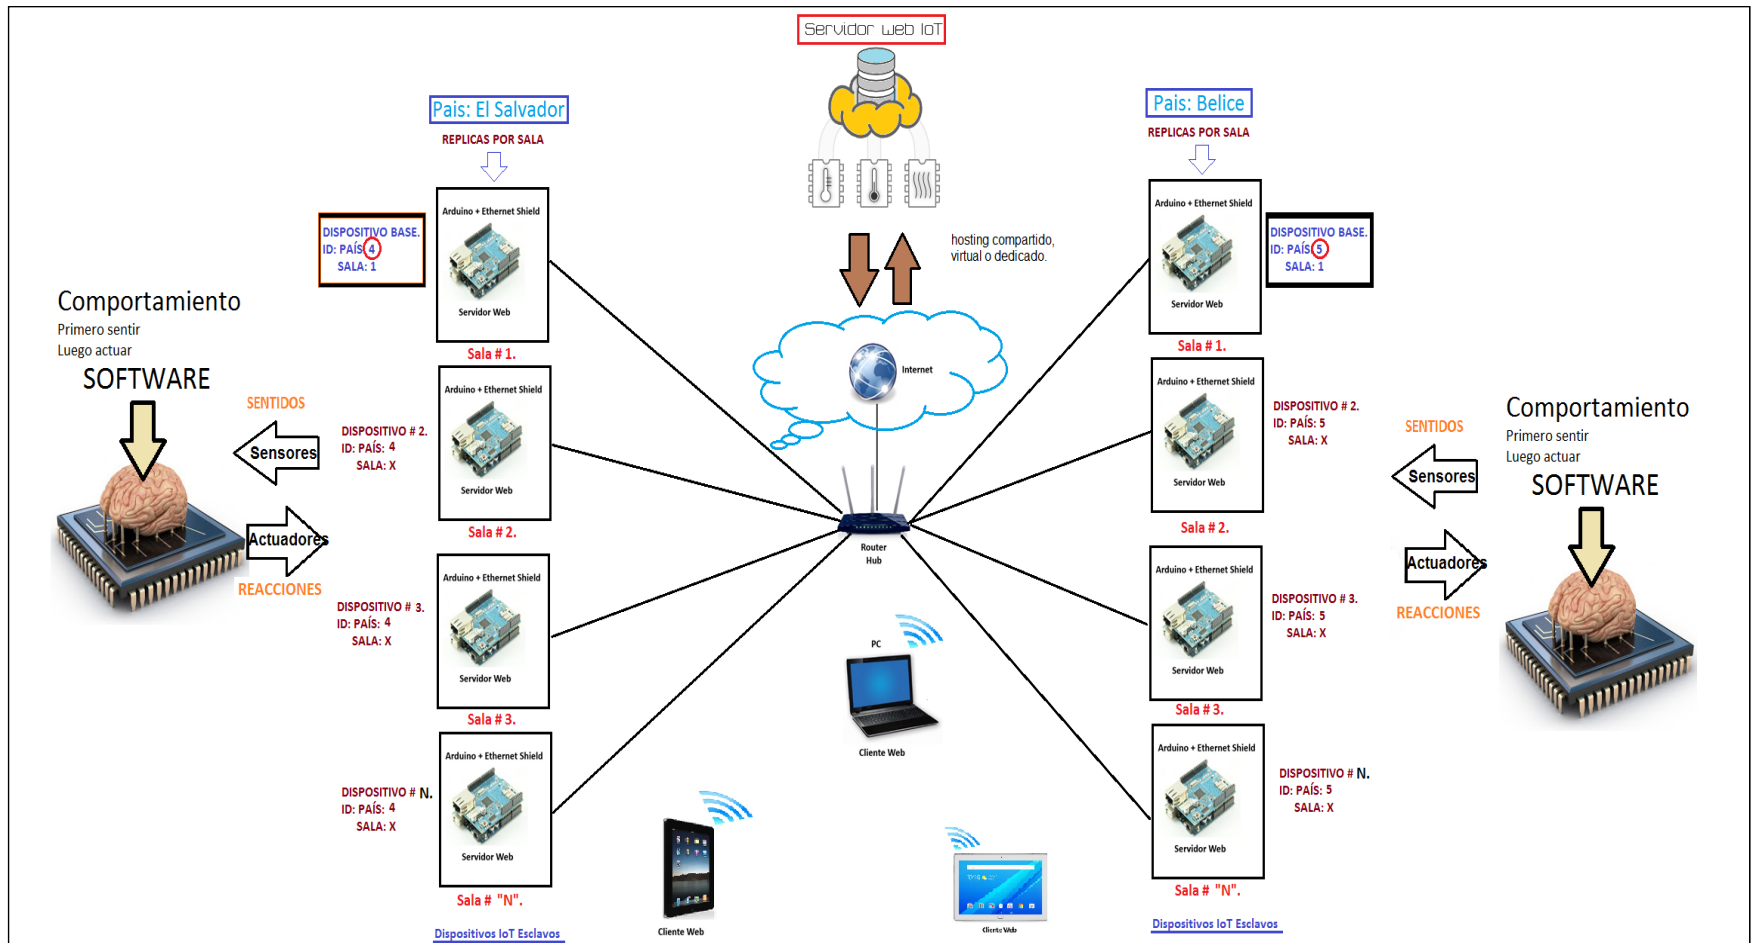 Servidor web IoT
Pais: El Salvador
REPLICAS POR SALA
Pais: Belice
REPLICAS POR SALA
hosting compartido,
virtual o dedicado.
Internet
Router
Hub
Arduino + Ethernet Shield
Servidor Web
Sala # 1.
DISPOSITIVO BASE.
ID: PAÍS: 4
SALA: 1
Arduino + Ethernet Shield
Servidor Web
Sala # 2.
DISPOSITIVO # 2.
ID: PAÍS: 4
SALA: X
Arduino + Ethernet Shield
Servidor Web
Sala # 3.
DISPOSITIVO # 3.
ID: PAÍS: 4
SALA: X
Arduino + Ethernet Shield
Servidor Web
Sala # "N".
DISPOSITIVO # N.
ID: PAÍS: 4
SALA: X
Dispositivos IoT Esclavos
Comportamiento
Primero sentir
Luego actuar
SOFTWARE
SENTIDOS
Sensores
Actuadores
REACCIONES
PC
Cliente Web
Cliente Web
Cliente Web
Arduino + Ethernet Shield
Servidor Web
Sala # 1.
DISPOSITIVO BASE.
ID: PAÍS: 5
SALA: 1
Arduino + Ethernet Shield
Servidor Web
Sala # 2.
DISPOSITIVO # 2.
ID: PAÍS: 5
SALA: X
Arduino + Ethernet Shield
Servidor Web
Sala # 3.
DISPOSITIVO # 3.
ID: PAÍS: 5
SALA: X
Arduino + Ethernet Shield
Servidor Web
Sala # "N".
DISPOSITIVO # N.
ID: PAÍS: 5
SALA: X
Dispositivos IoT Esclavos
Comportamiento
Primero sentir
Luego actuar
SOFTWARE
SENTIDOS
Sensores
Actuadores
REACCIONES